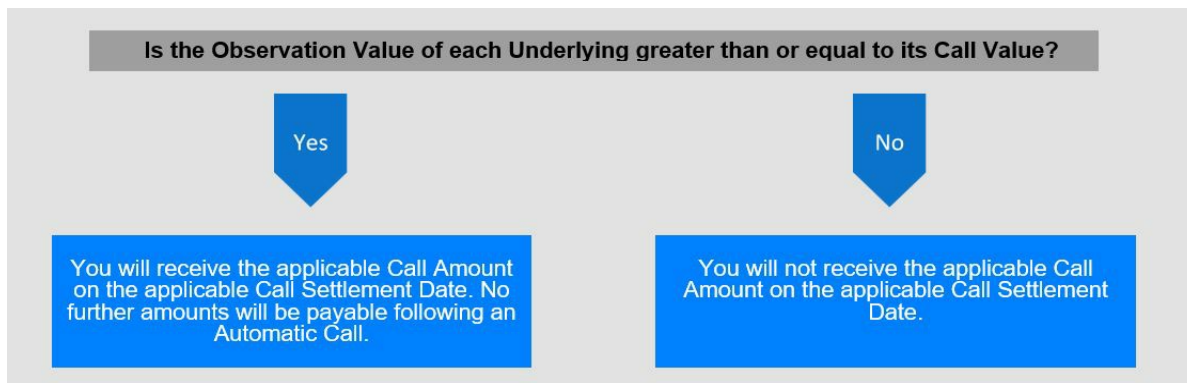 Is the Observation Value of each Underlying greater than or equal to its Call Value?
Yes
No
You will receive the applicable Call Amount
on the applicable Call Settlement Date. No
further amounts will be payable following an
Automatic Call.
You will not receive the applicable Call
Amount on the applicable Call Settlement
Date.